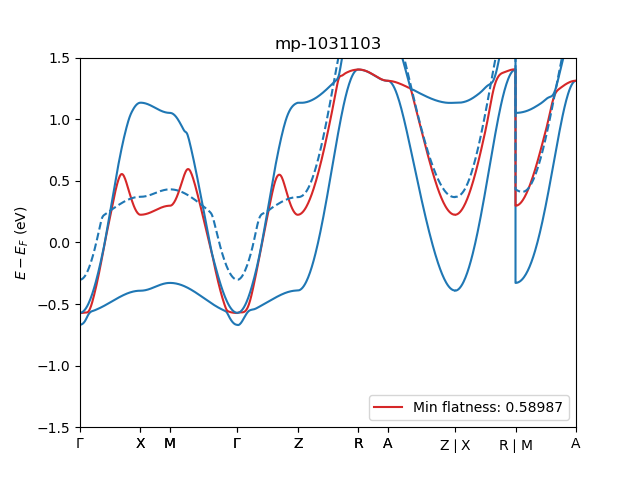 mp-1031103
E − E_F (eV)
1.5
1.0
0.5
0.0
−0.5
−1.0
−1.5
Min flatness: 0.58987
Γ X M Γ Z R A Z | X R | M A